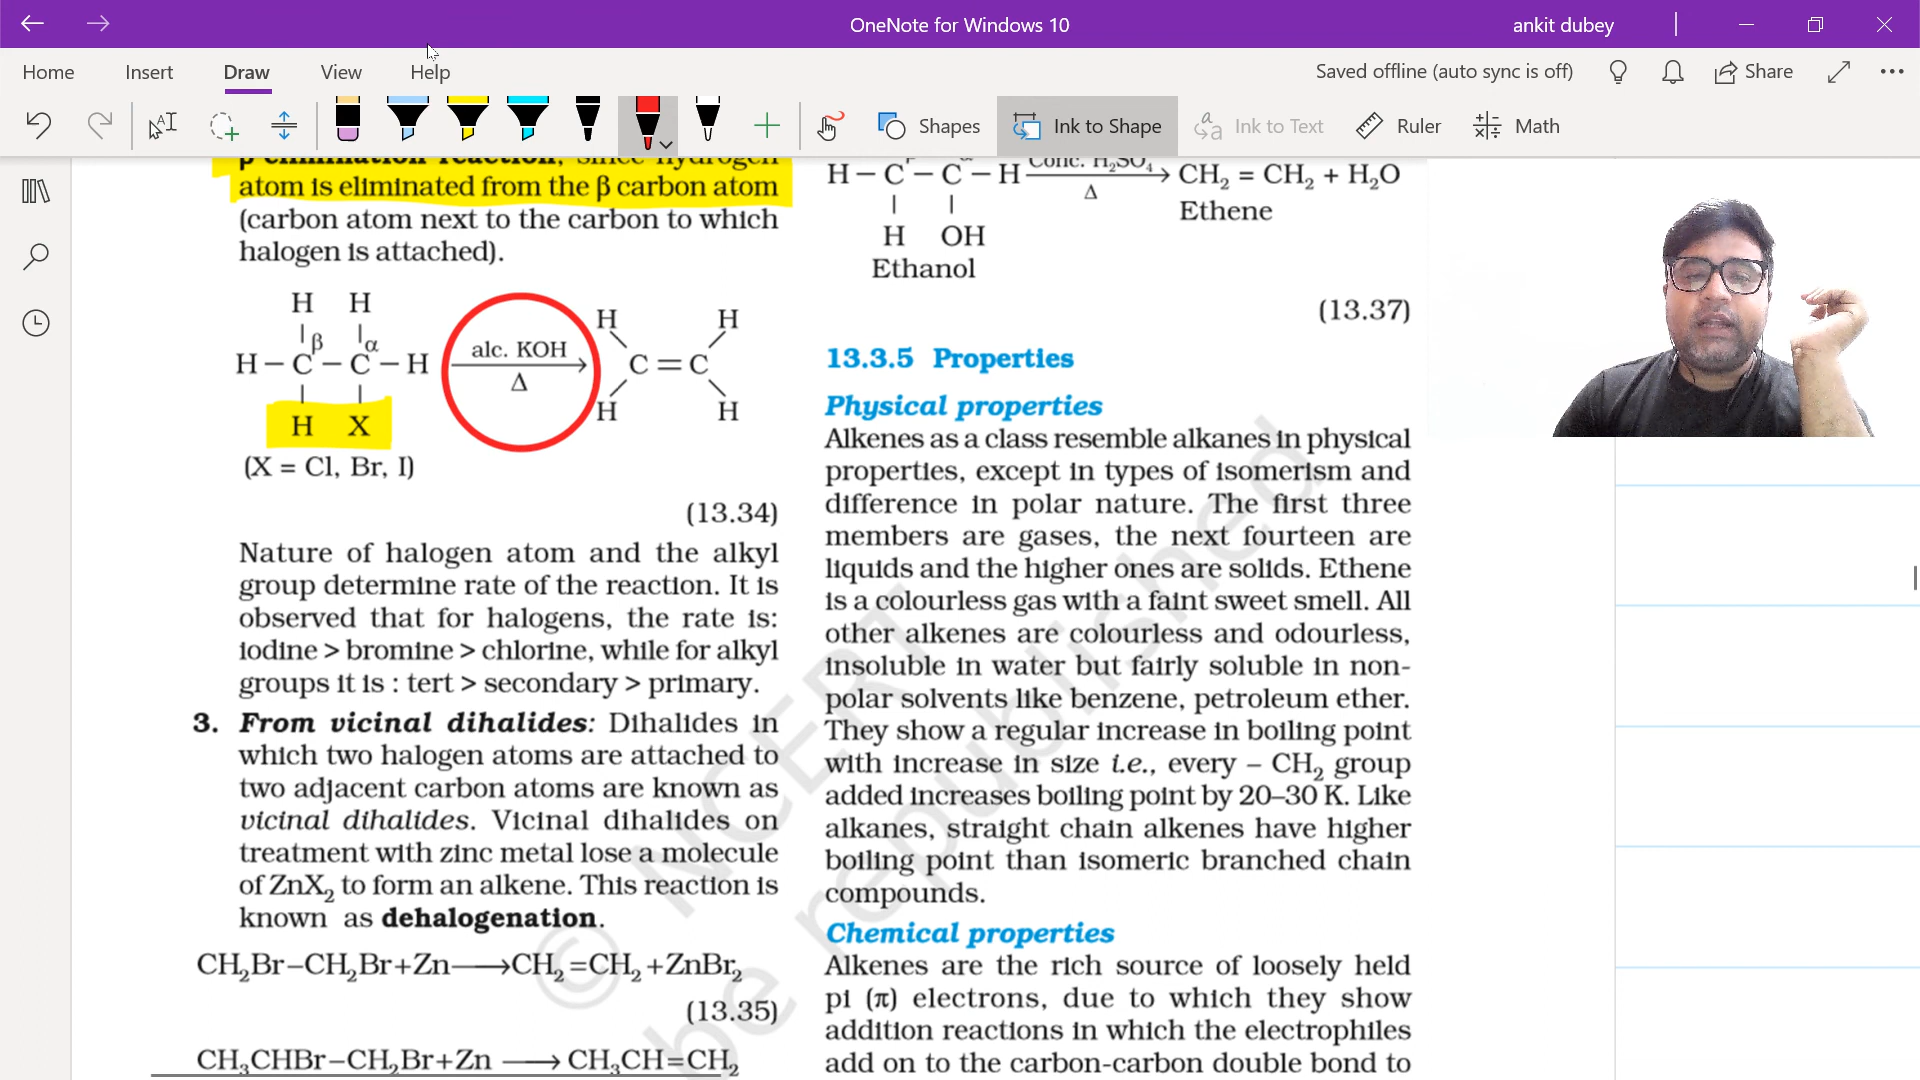 OneNote for Windows 10
ankit dubey
Home Insert Draw View Help
Saved offline (auto sync is off)
Share
Shapes
Ink to Shape
Ink to Text
Ruler
Math
β elimination reaction, since hydrogen
atom is eliminated from the β carbon atom
(carbon atom next to the carbon to which
halogen is attached).
H H
β α
H – C – C – H
H X
alc. KOH
Δ
H H
C = C
H H
(X = Cl, Br, I)
(13.34)
Nature of halogen atom and the alkyl
group determine rate of the reaction. It is
observed that for halogens, the rate is:
iodine > bromine > chlorine, while for alkyl
groups it is : tert > secondary > primary.
3. From vicinal dihalides: Dihalides in
which two halogen atoms are attached to
two adjacent carbon atoms are known as
vicinal dihalides. Vicinal dihalides on
treatment with zinc metal lose a molecule
of ZnX₂ to form an alkene. This reaction is
known as dehalogenation.
CH₂Br–CH₂Br+Zn⟶CH₂=CH₂+ZnBr₂
(13.35)
CH₃CHBr–CH₂Br+Zn ⟶ CH₃CH=CH₂
β α
H – C – C – H Conc. H₂SO₄ → CH₂ = CH₂ + H₂O
Δ
Ethene
H OH
Ethanol
(13.37)
13.3.5 Properties
Physical properties
Alkenes as a class resemble alkanes in physical
properties, except in types of isomerism and
difference in polar nature. The first three
members are gases, the next fourteen are
liquids and the higher ones are solids. Ethene
is a colourless gas with a faint sweet smell. All
other alkenes are colourless and odourless,
insoluble in water but fairly soluble in non-
polar solvents like benzene, petroleum ether.
They show a regular increase in boiling point
with increase in size i.e., every – CH₂ group
added increases boiling point by 20–30 K. Like
alkanes, straight chain alkenes have higher
boiling point than isomeric branched chain
compounds.
Chemical properties
Alkenes are the rich source of loosely held
pi (π) electrons, due to which they show
addition reactions in which the electrophiles
add on to the carbon-carbon double bond to
© NCERT
be republished